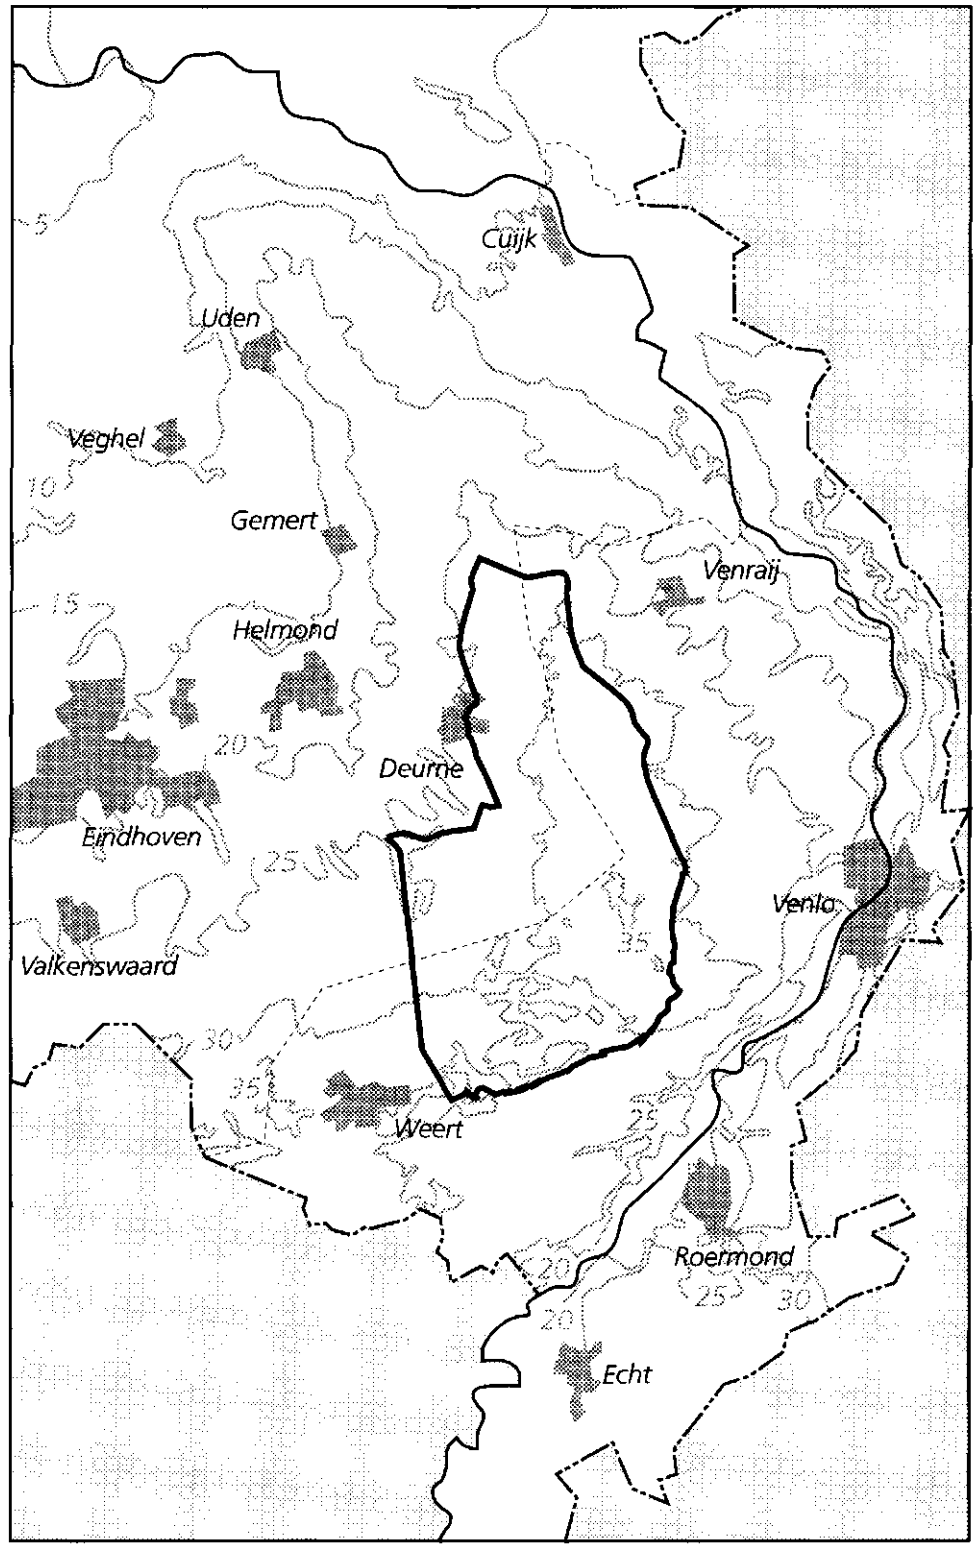 5
Cuijk
Uden
Veghel
10
Gemert
Venraij
15
Helmond
20
Deurne
Eindhoven
25
Venlo
35
Valkenswaard
30
35
25
Weert
Roermond
20
25
30
20
Echt